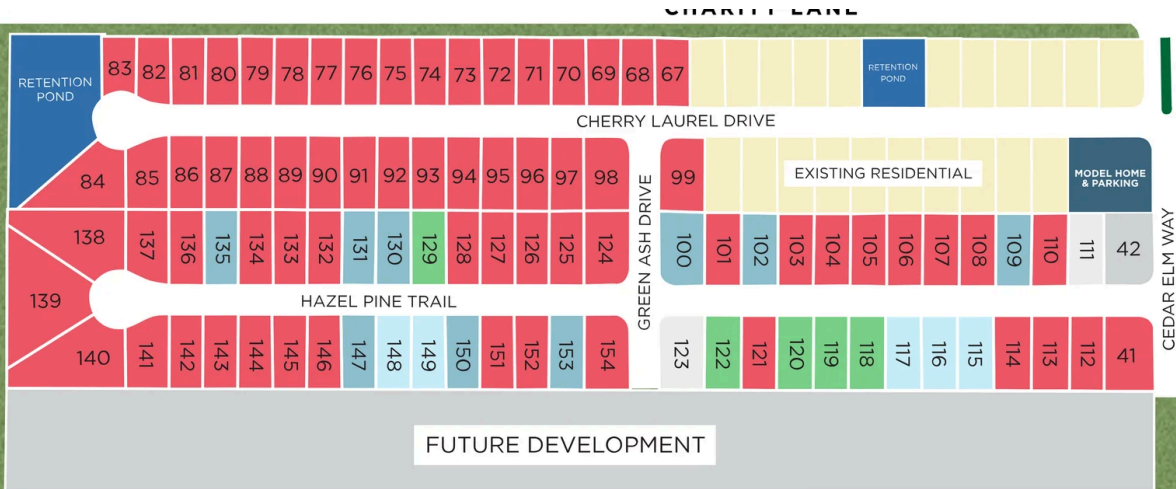 CHARITY LANE
RETENTION
POND
83 82 81 80 79 78 77 76 75 74 73 72 71 70 69 68 67
RETENTION
POND
CHERRY LAUREL DRIVE
84 85 86 87 88 89 90 91 92 93 94 95 96 97 98
99
EXISTING RESIDENTIAL
MODEL HOME
& PARKING
GREEN ASH DRIVE
138 137 136 135 134 133 132 131 130 129 128 127 126 125 124
100 101 102 103 104 105 106 107 108 109 110 111 42
139
HAZEL PINE TRAIL
CEDAR ELM WAY
140 141 142 143 144 145 146 147 148 149 150 151 152 153 154
123 122 121 120 119 118 117 116 115 114 113 112 41
FUTURE DEVELOPMENT